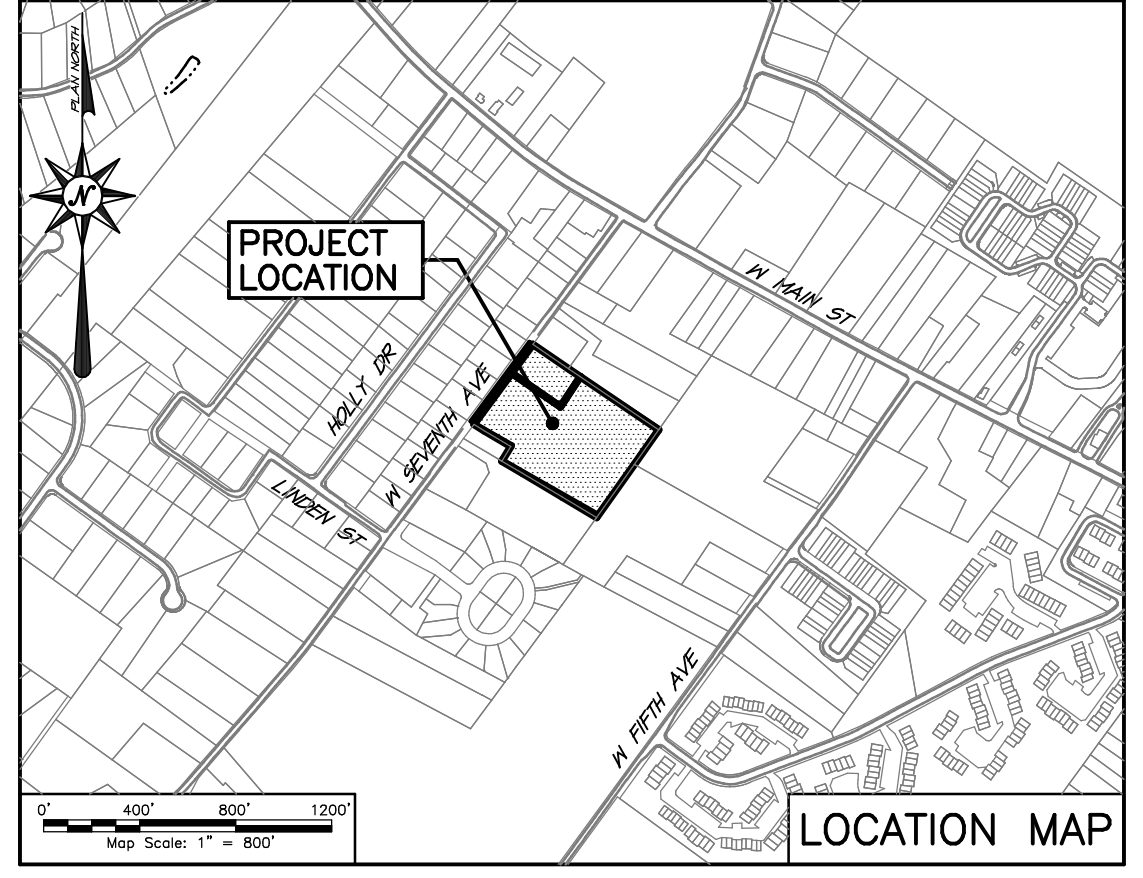 PLAN NORTH
N
PROJECT
LOCATION
W MAIN ST
HOLLY DR
W SEVENTH AVE
LINDEN ST
W FIFTH AVE
0' 400' 800' 1200'
Map Scale: 1" = 800'
LOCATION MAP